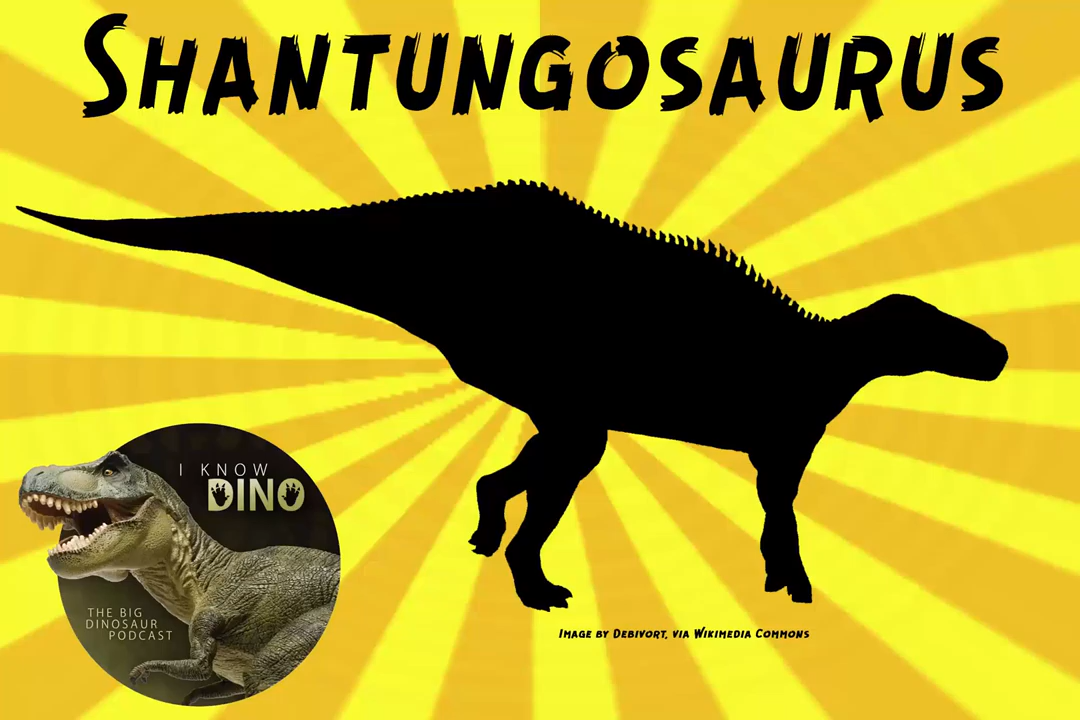 SHANTUNGOSAURUS
I KNOW
DINO
THE BIG
DINOSAUR
PODCAST
IMAGE BY DEBIVORT, VIA WIKIMEDIA COMMONS